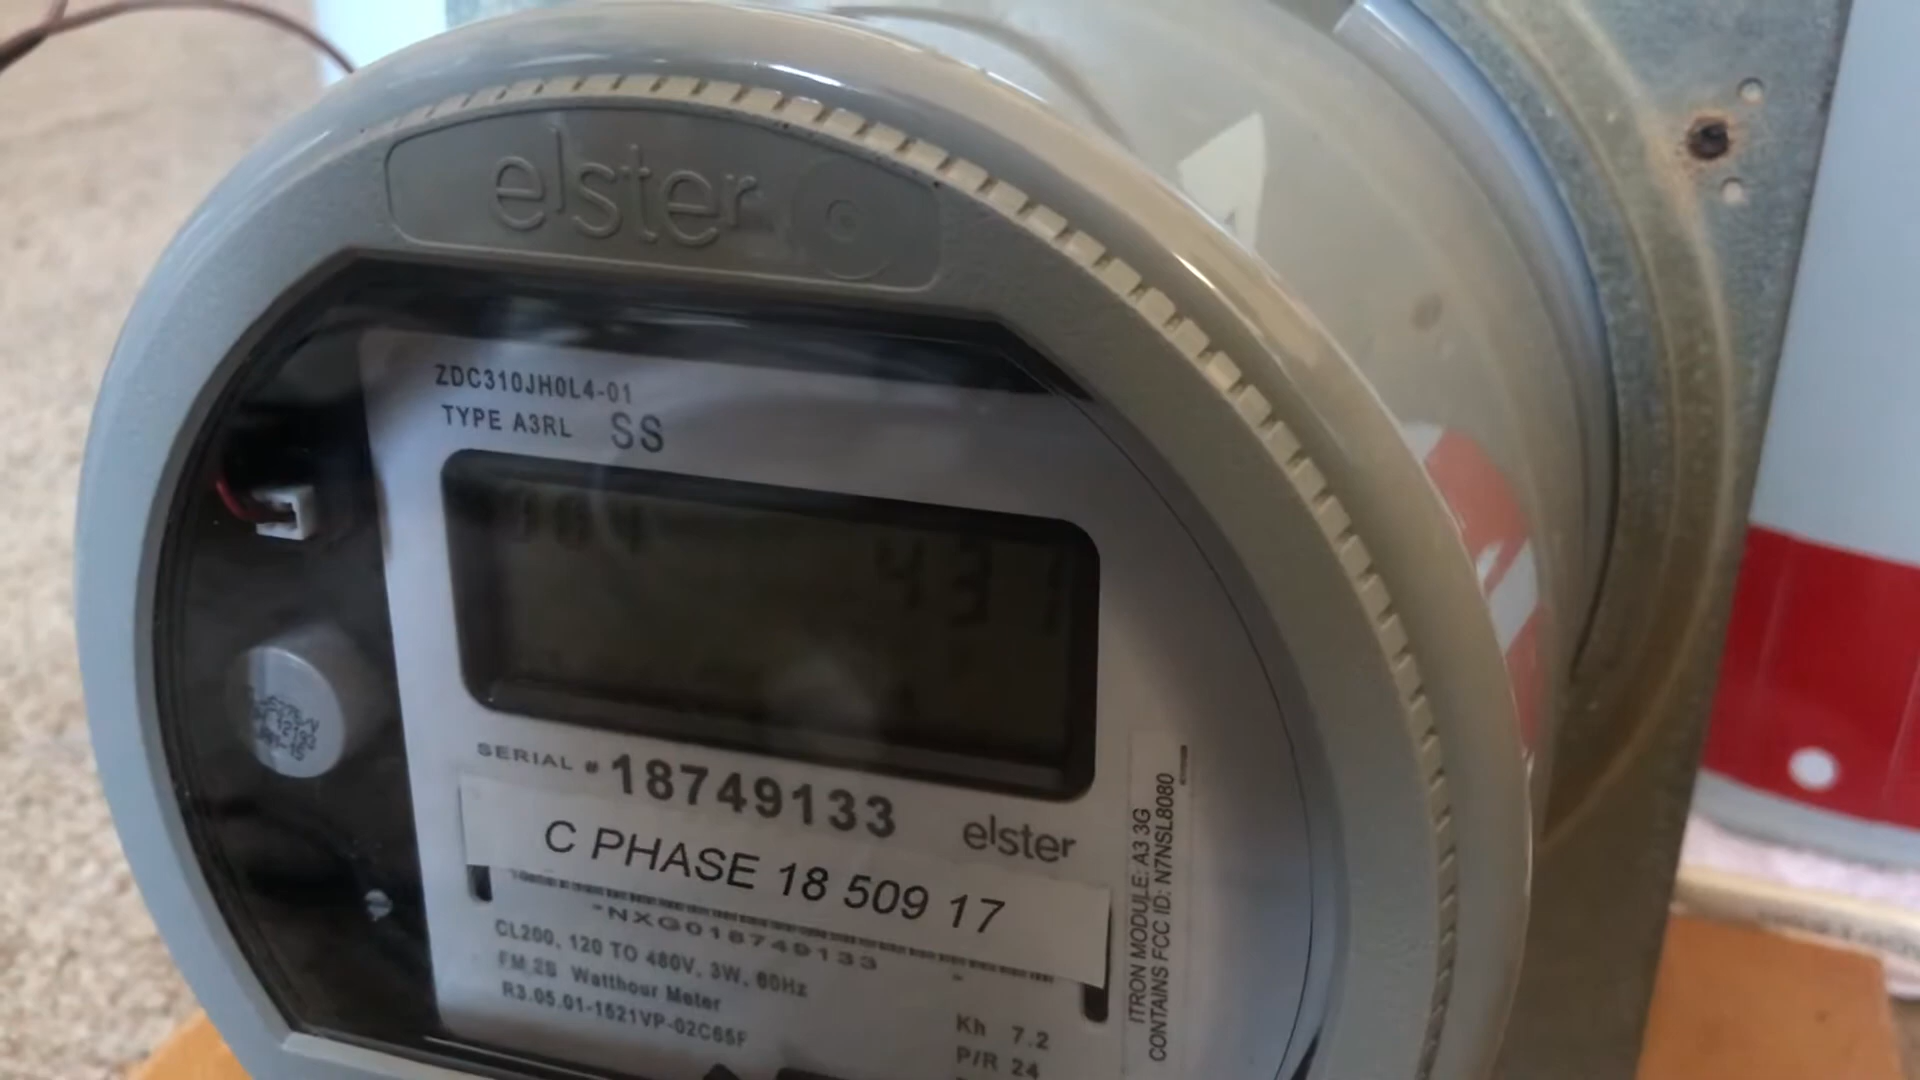 elster
ZDC310JH0L4-01
TYPE A3RL SS
004 43
SERIAL # 18749133
elster
C PHASE 18 509 17
*NXG018749133
CL200, 120 TO 480V, 3W, 60Hz
FM 2S Watthour Meter
R3.05.01-1521VP-02C65F
Kh 7.2
P/R 24
ITRON MODULE: A3 3G
CONTAINS FCC ID: N7NSL8080